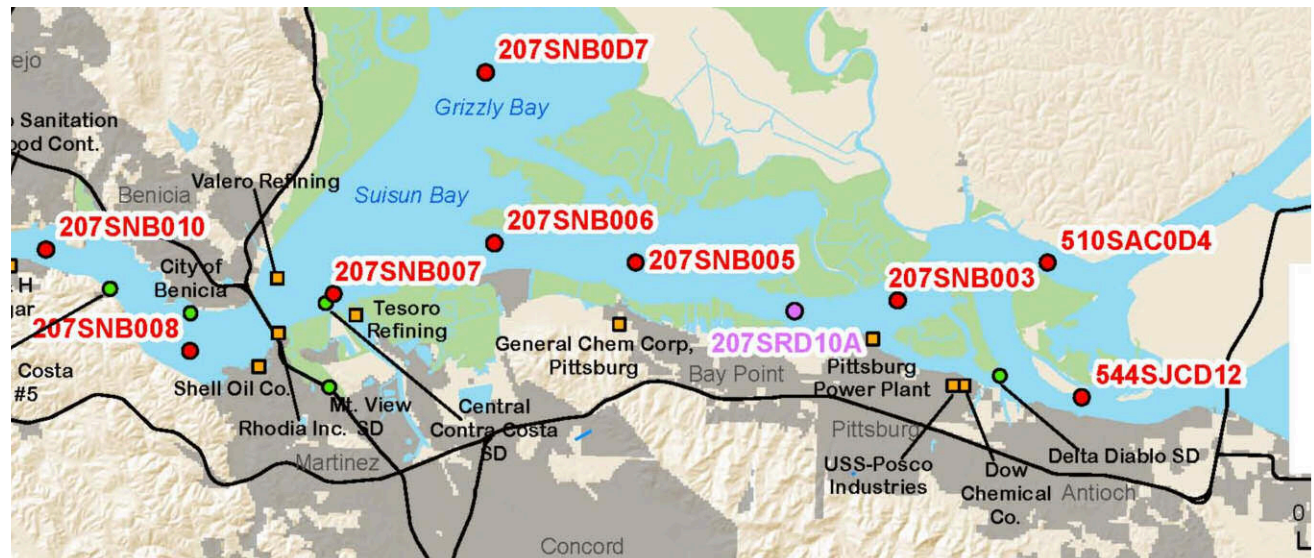 207SNB0D7
ejo
Grizzly Bay
Sanitation
ood Cont.
Benicia
Valero Refining
Suisun Bay
207SNB006
207SNB010
510SAC0D4
207SNB005
City of
Benicia
207SNB007
207SNB003
H
gar
Tesoro
Refining
207SNB008
General Chem Corp,
Pittsburg
207SRD10A
Bay Point
Pittsburg
Power Plant
Costa
#5
Shell Oil Co.
544SJCD12
Mt. View
SD
Central
Contra Costa
SD
Rhodia Inc.
Pittsburg
Martinez
Delta Diablo SD
USS-Posco
Industries
Dow
Chemical
Co.
Antioch
0
L
Concord